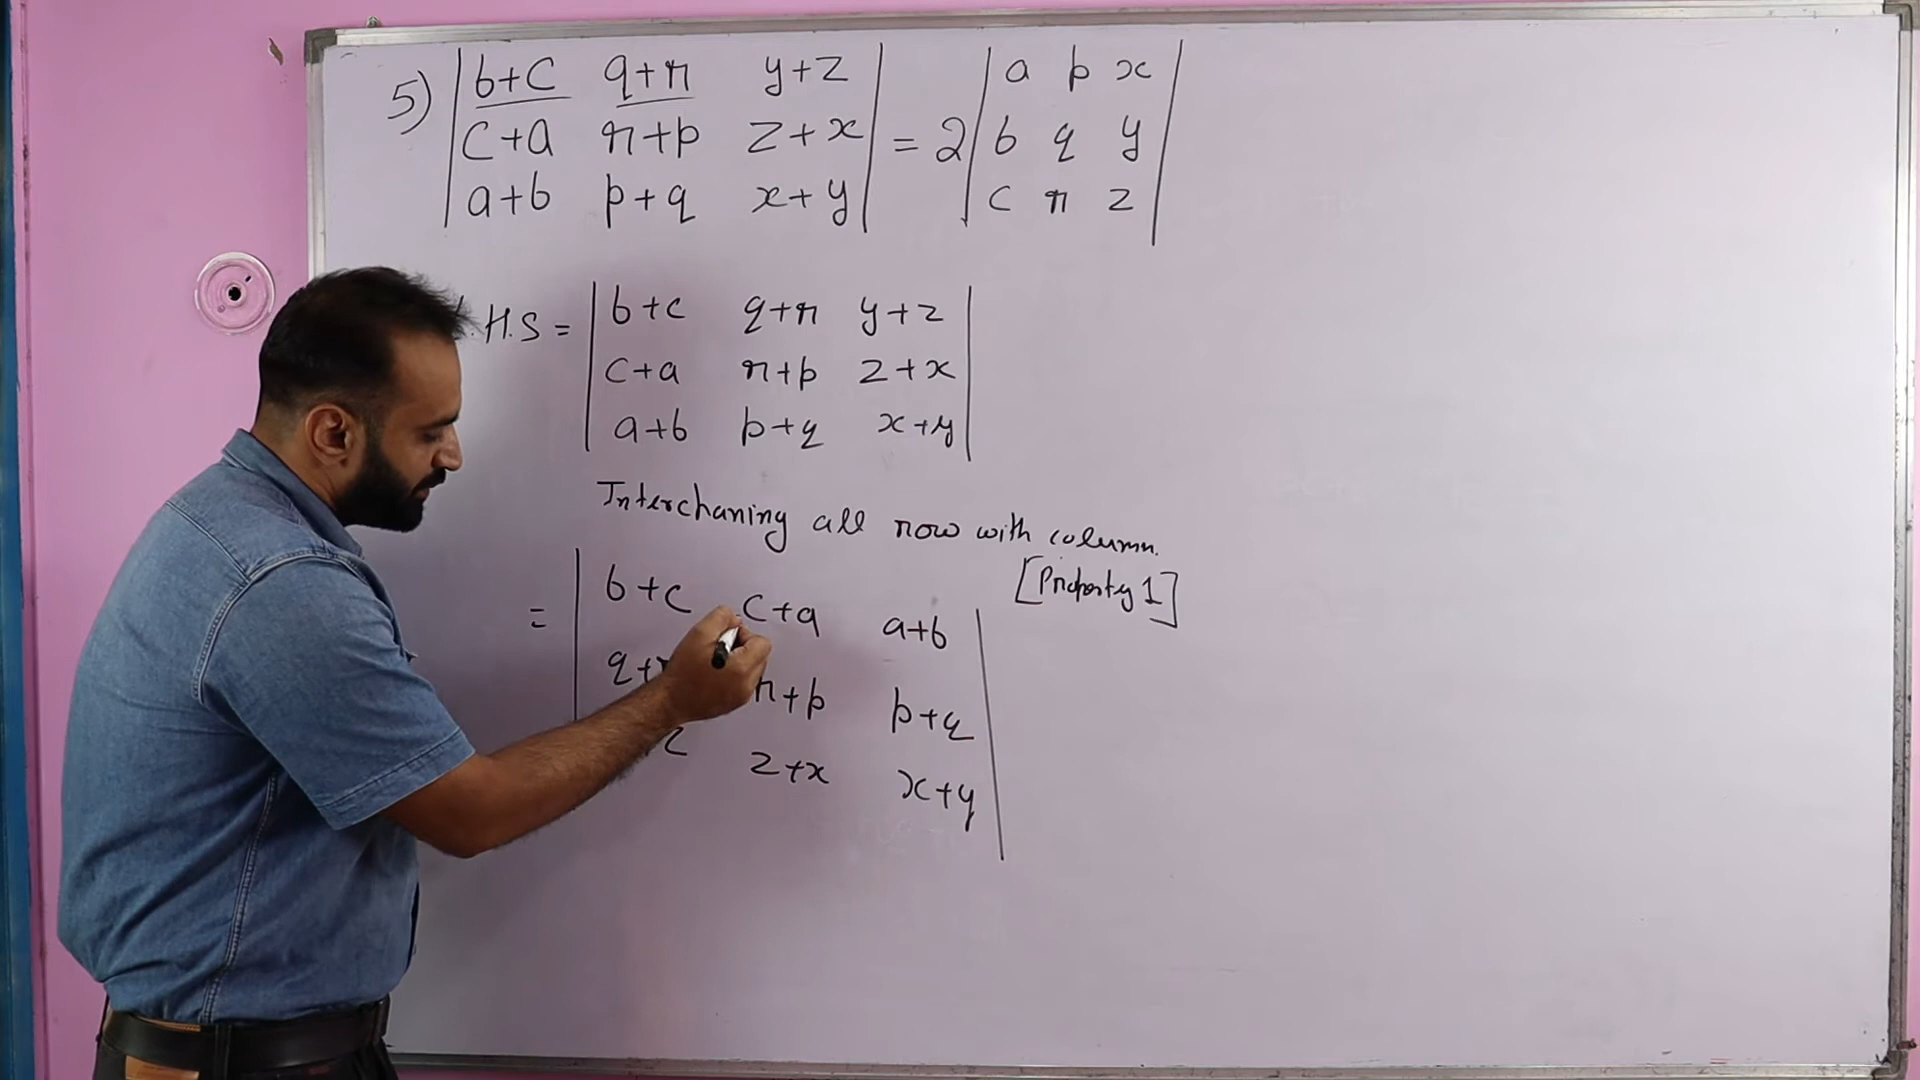 5) | b+c q+r y+z |
| c+a r+p z+x | = 2 | a p x |
| a+b p+q x+y | | b q y |
| c r z |
.H.S = | b+c q+r y+z |
| c+a r+p z+x |
| a+b p+q x+y |
Interchaning all row with column.
[Property 1]
= | b+c c+a a+b |
q+ r+p p+q
+z z+x x+y